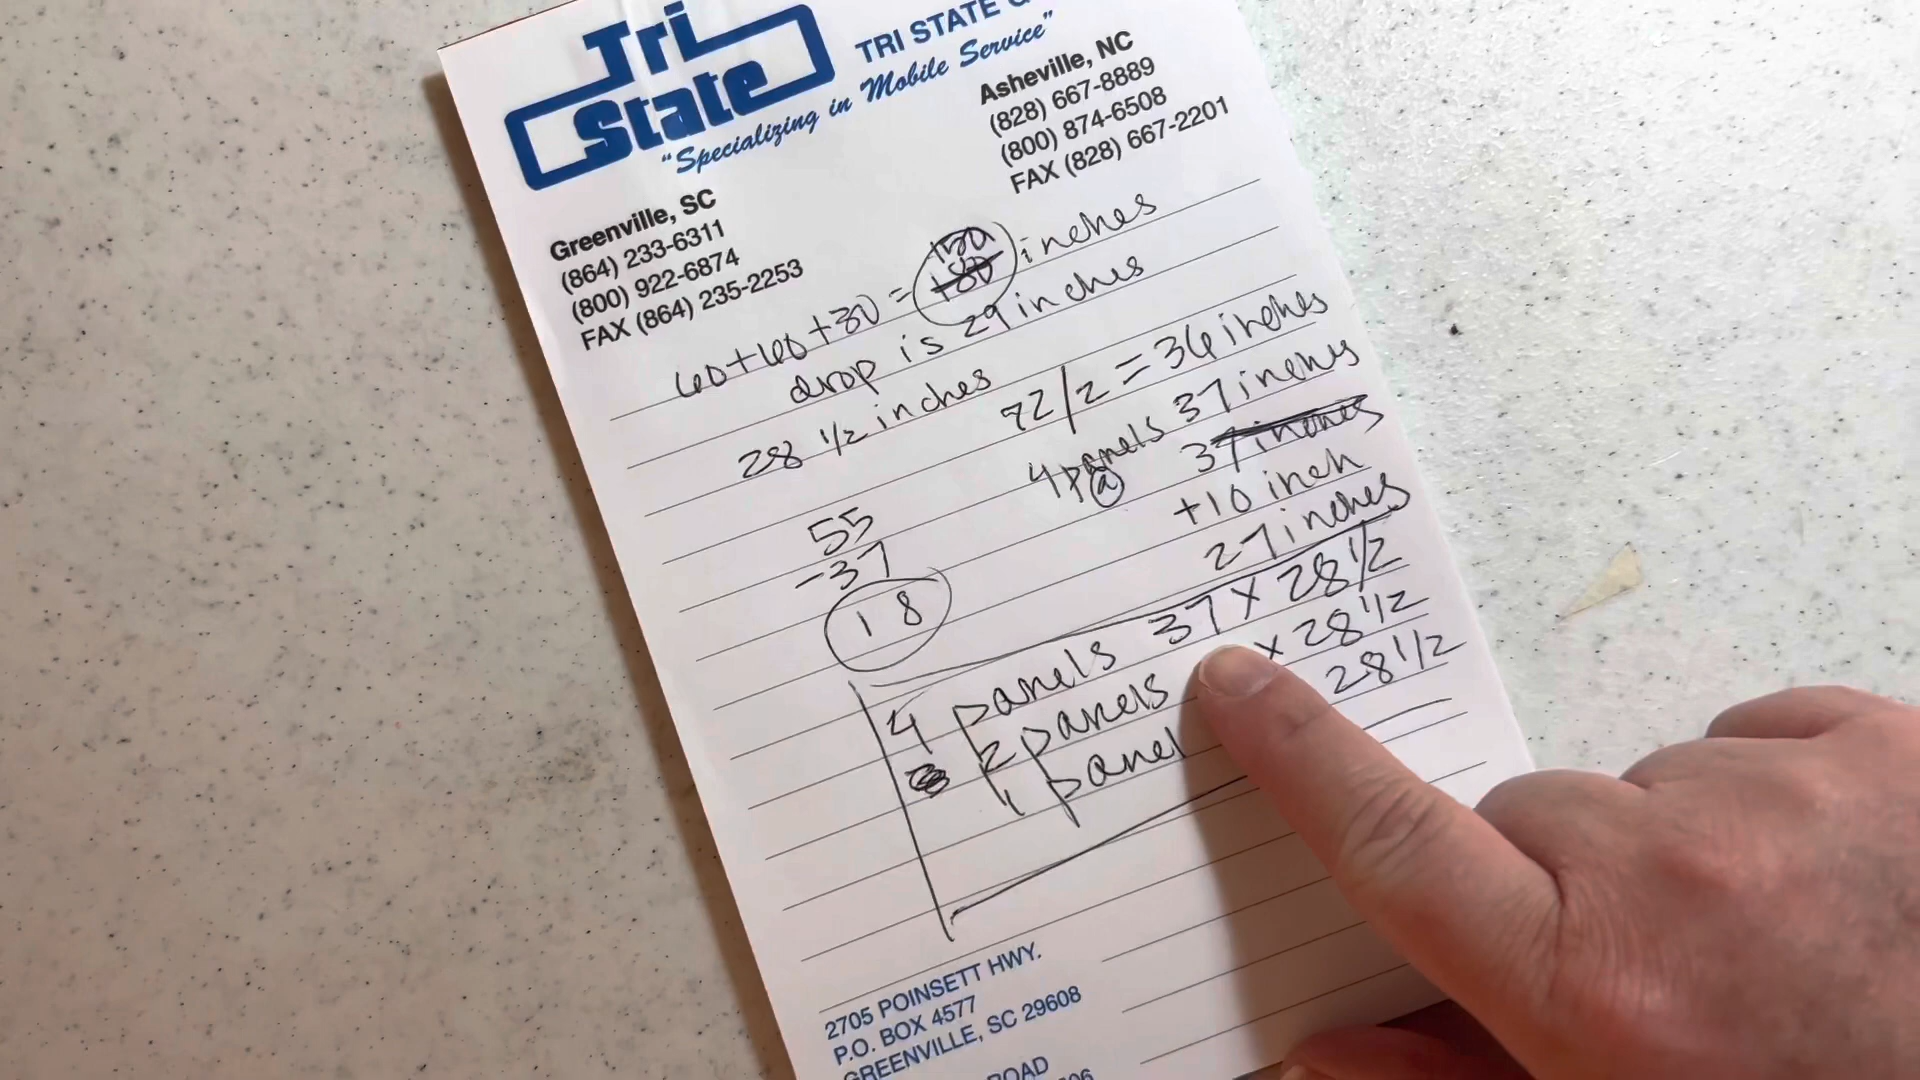 Tri
State
TRI STATE
"Specializing in Mobile Service"
Asheville, NC
(828) 667-8889
(800) 874-6508
FAX (828) 667-2201
Greenville, SC
(864) 233-6311
(800) 922-6874
FAX (864) 235-2253
60+60+30 = 150 inches
drop is 29 inches
28 1/2 inches
72/2 = 36 inches
4 panels 37 inches
@
37 inches
+10 inch
27 inches
55
-37
18
4 panels 37 x 28 1/2
2 panels x 28 1/2
1 panel 28 1/2
2705 POINSETT HWY.
P.O. BOX 4577
GREENVILLE, SC 29608
ROAD